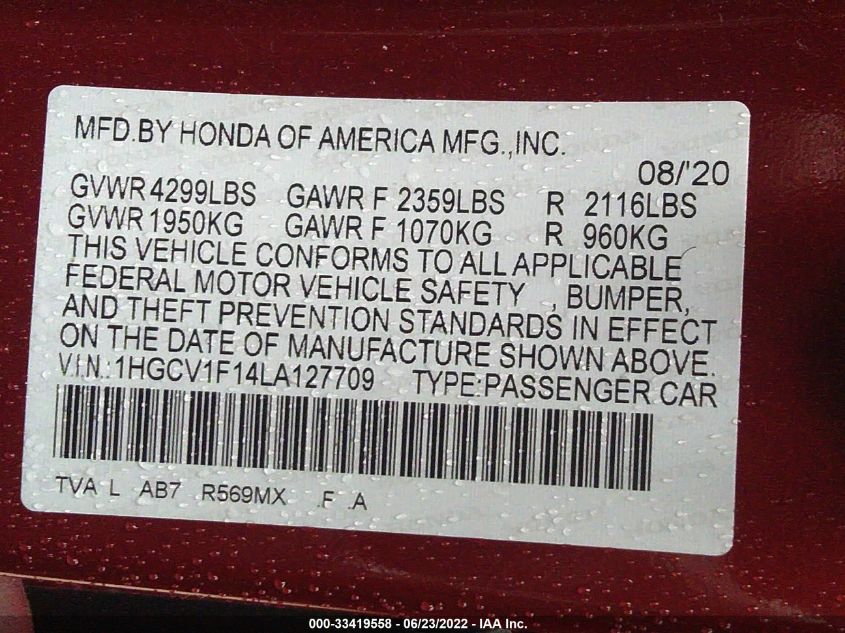 MFD.BY HONDA OF AMERICA MFG.,INC.
08/'20
GVWR 4299LBS GAWR F 2359LBS R 2116LBS
GVWR 1950KG GAWR F 1070KG R 960KG
THIS VEHICLE CONFORMS TO ALL APPLICABLE
FEDERAL MOTOR VEHICLE SAFETY , BUMPER,
AND THEFT PREVENTION STANDARDS IN EFFECT
ON THE DATE OF MANUFACTURE SHOWN ABOVE.
V.I.N.:1HGCV1F14LA127709 TYPE:PASSENGER CAR
TVA L AB7 R569MX .F .A
000-33419558 - 06/23/2022 - IAA Inc.